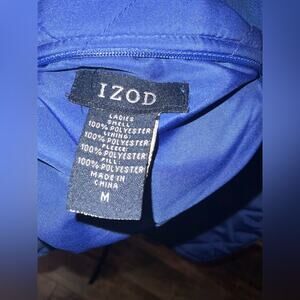 IZOD
LADIES
SHELL:
100% POLYESTER
LINING:
100% POLYESTER
FLEECE:
100% POLYESTER
FILL:
100% POLYESTER
MADE IN
CHINA
M